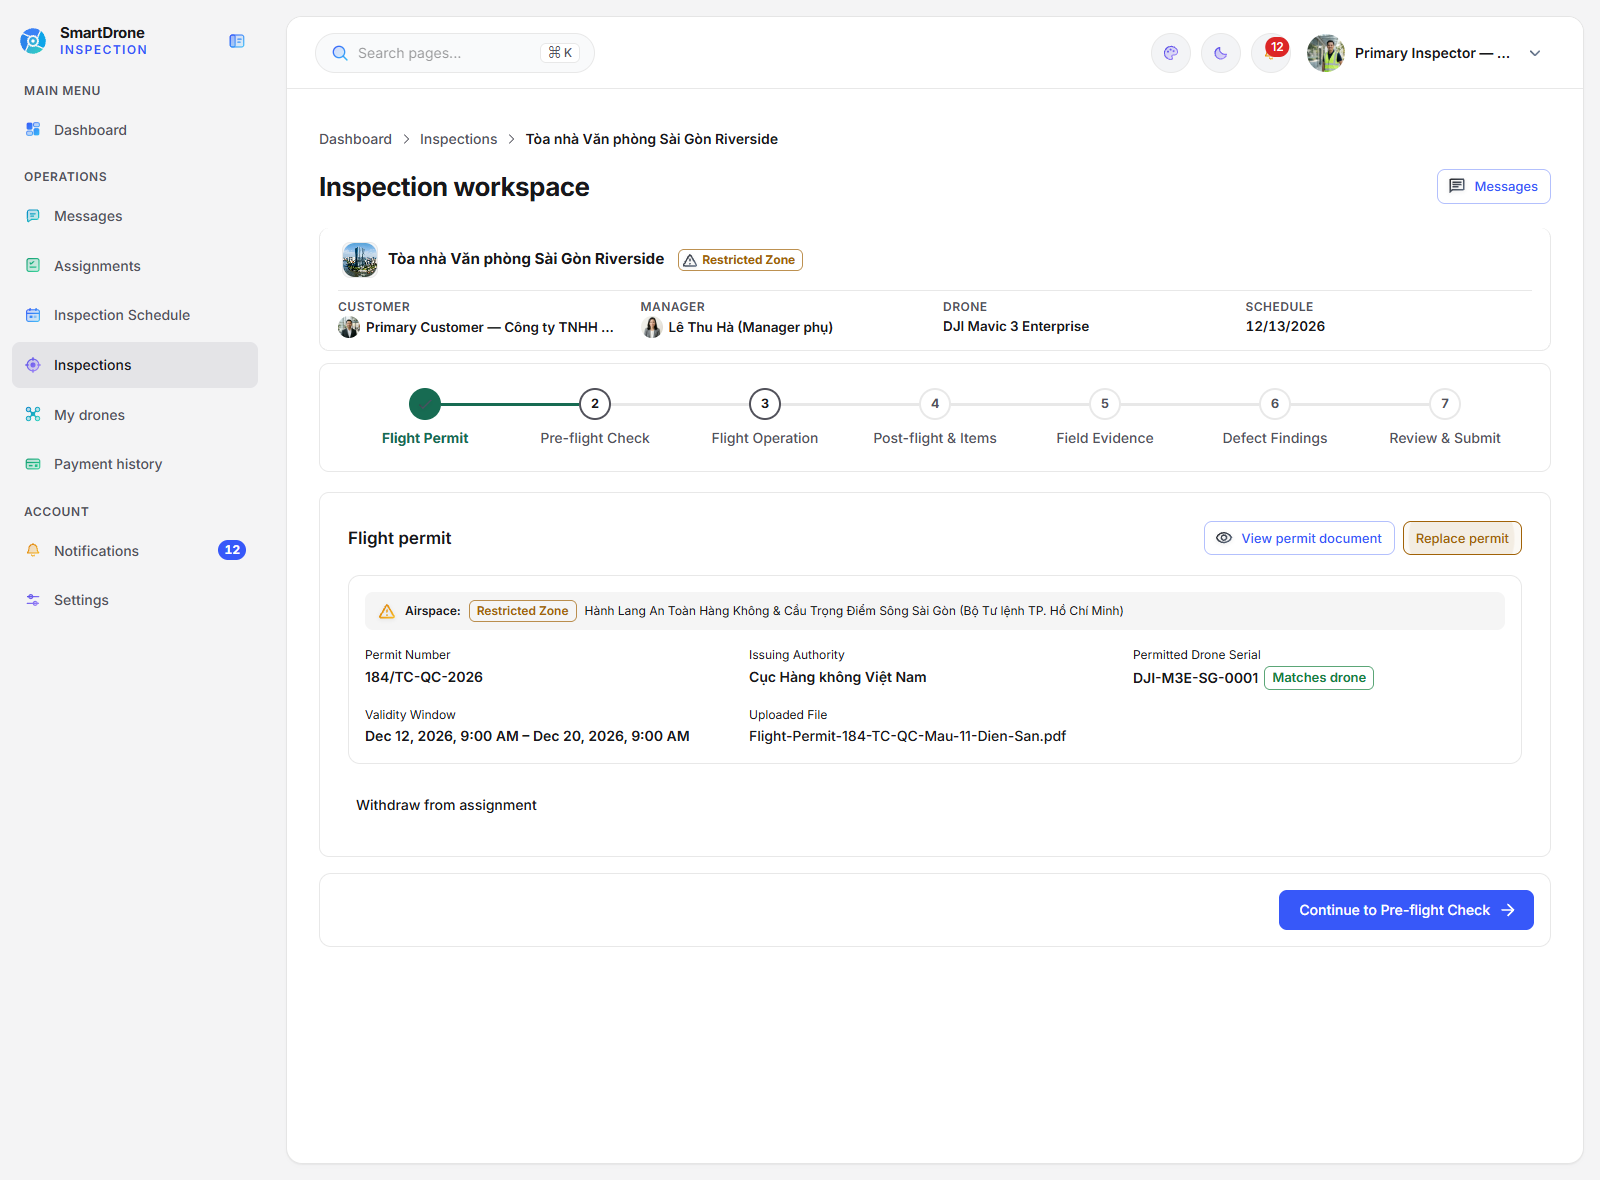 SmartDrone
INSPECTION
MAIN MENU
Dashboard
OPERATIONS
Messages
Assignments
Inspection Schedule
Inspections
My drones
Payment history
ACCOUNT
Notifications 12
Settings
Search pages... ⌘ K
12
Primary Inspector — ...
Dashboard > Inspections > Tòa nhà Văn phòng Sài Gòn Riverside
Inspection workspace
Messages
Tòa nhà Văn phòng Sài Gòn Riverside Restricted Zone
CUSTOMER
Primary Customer — Công ty TNHH ...
MANAGER
Lê Thu Hà (Manager phụ)
DRONE
DJI Mavic 3 Enterprise
SCHEDULE
12/13/2026
Flight Permit
2 Pre-flight Check
3 Flight Operation
4 Post-flight & Items
5 Field Evidence
6 Defect Findings
7 Review & Submit
Flight permit
View permit document
Replace permit
Airspace: Restricted Zone Hành Lang An Toàn Hàng Không & Cầu Trọng Điểm Sông Sài Gòn (Bộ Tư lệnh TP. Hồ Chí Minh)
Permit Number
184/TC-QC-2026
Issuing Authority
Cục Hàng không Việt Nam
Permitted Drone Serial
DJI-M3E-SG-0001 Matches drone
Validity Window
Dec 12, 2026, 9:00 AM – Dec 20, 2026, 9:00 AM
Uploaded File
Flight-Permit-184-TC-QC-Mau-11-Dien-San.pdf
Withdraw from assignment
Continue to Pre-flight Check →